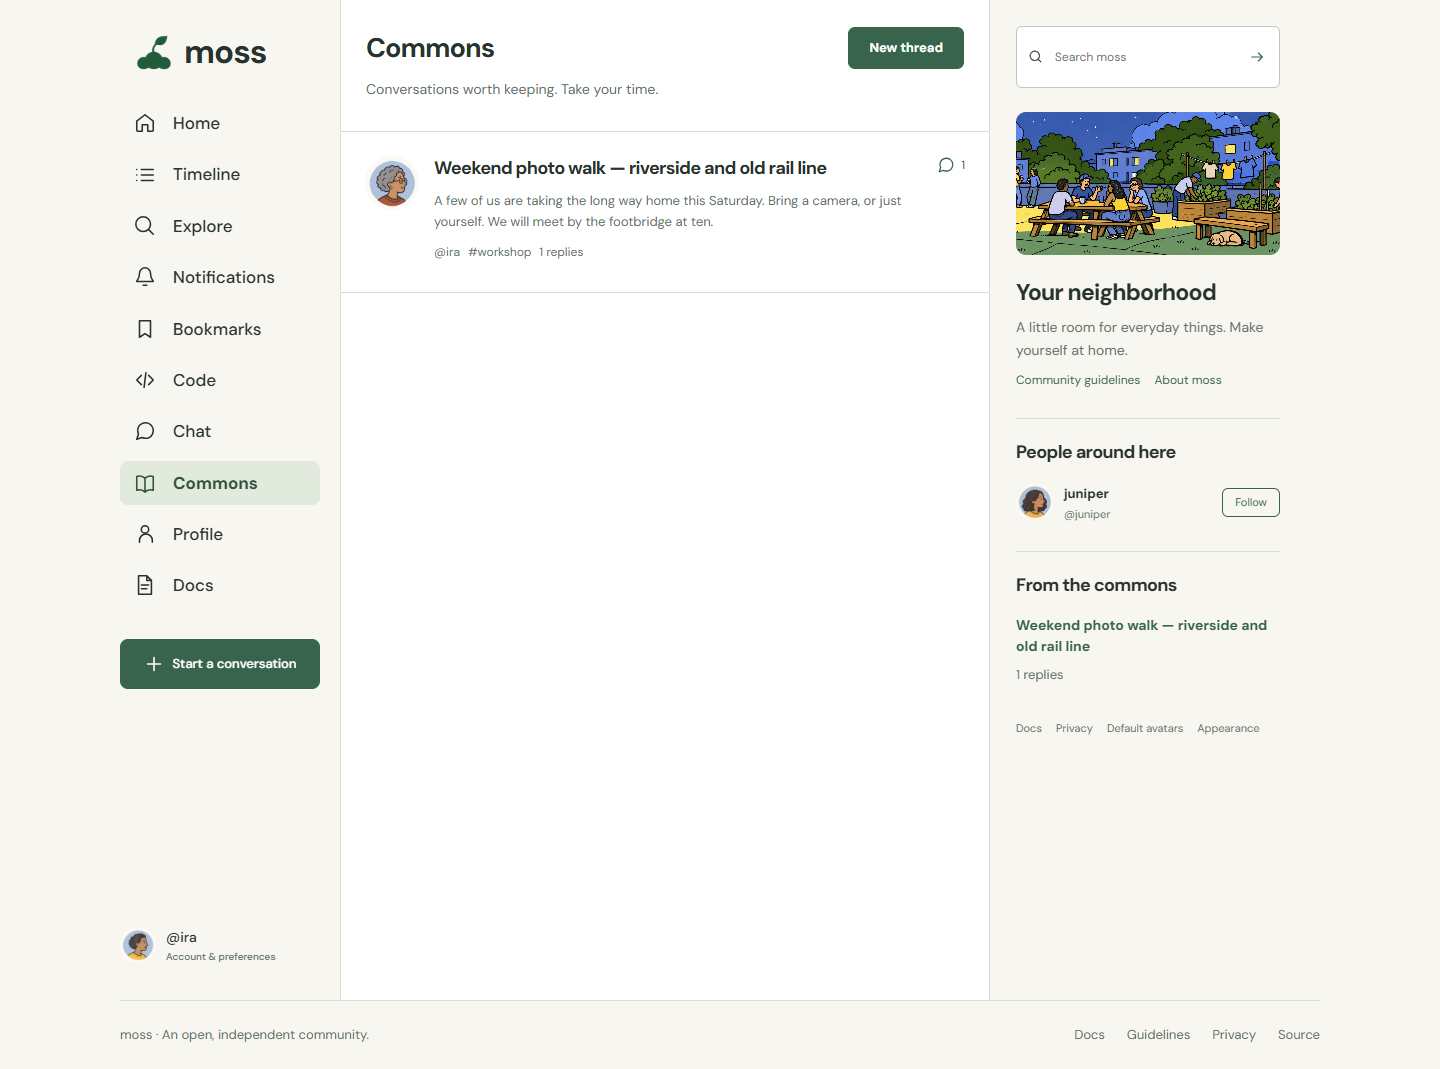 moss
Home
Timeline
Explore
Notifications
Bookmarks
Code
Chat
Commons
Profile
Docs
Start a conversation
@ira
Account & preferences
Commons
New thread
Conversations worth keeping. Take your time.
Weekend photo walk — riverside and old rail line
1
A few of us are taking the long way home this Saturday. Bring a camera, or just
yourself. We will meet by the footbridge at ten.
@ira #workshop 1 replies
Search moss
Your neighborhood
A little room for everyday things. Make
yourself at home.
Community guidelines About moss
People around here
juniper
@juniper
Follow
From the commons
Weekend photo walk — riverside and
old rail line
1 replies
Docs Privacy Default avatars Appearance
moss · An open, independent community.
Docs Guidelines Privacy Source